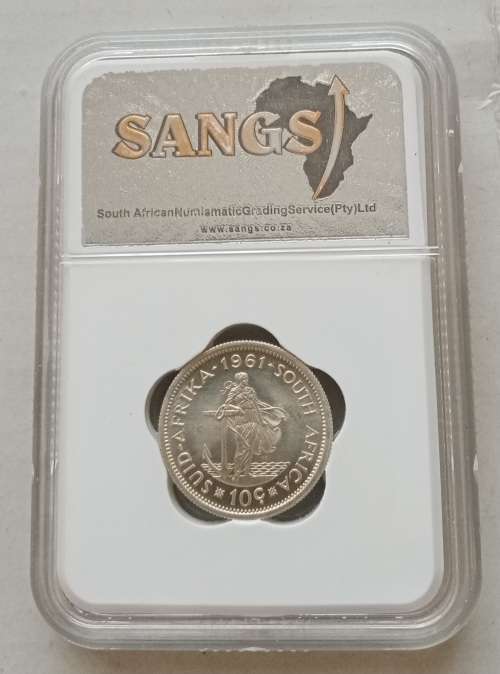 SANGS
South AfricanNumismaticGradingService(Pty)Ltd
www.sangs.co.za
SUID-AFRIKA · 1961 · SOUTH AFRICA
10c